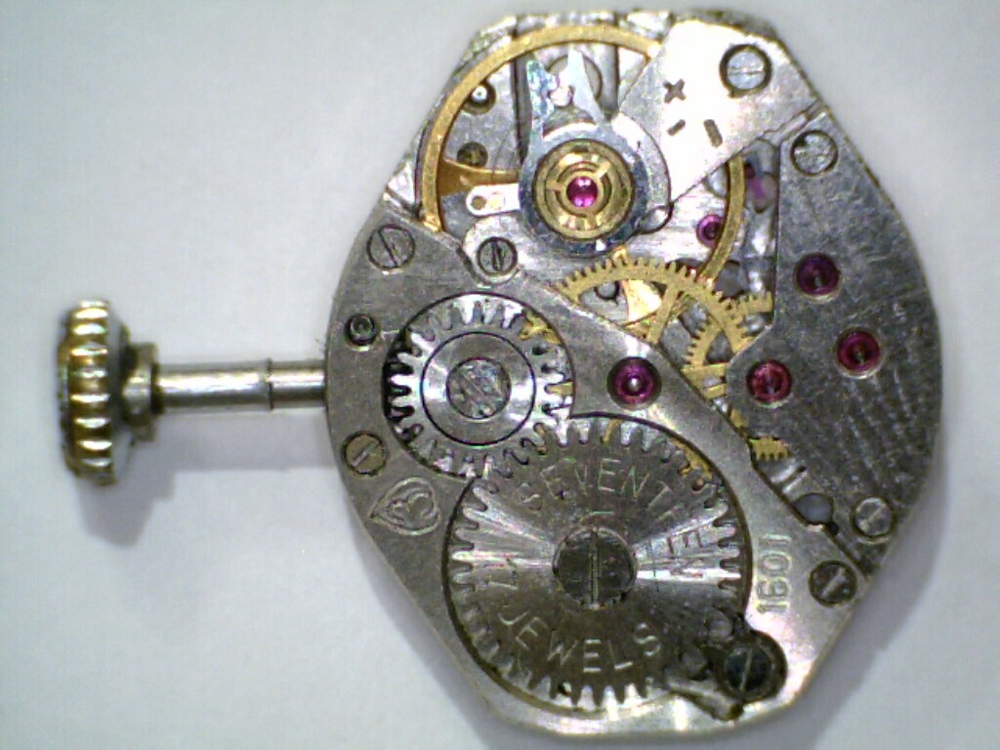 +
-
SEVENTEEN
17
JEWELS
1601